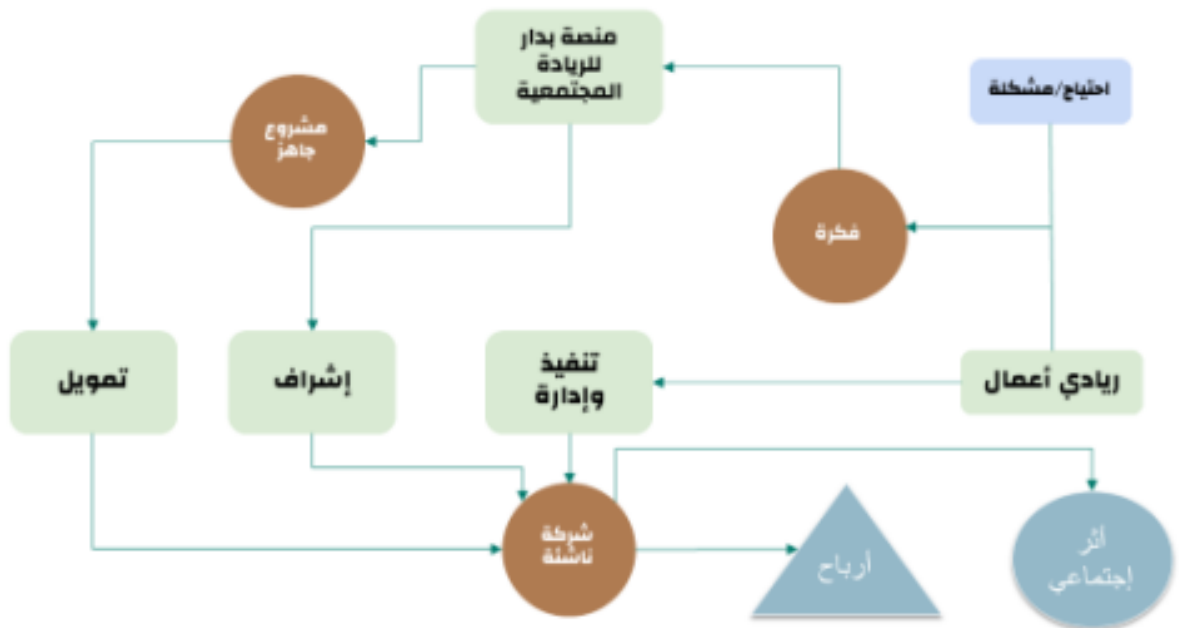 منصة بدار
للريادة
المجتمعية
احتياج/مشكلة
مشروع
جاهز
فكرة
ريادي أعمال
تنفيذ
وإدارة
إشراف
تمويل
شركة
ناشئة
أرباح
أثر
إجتماعي